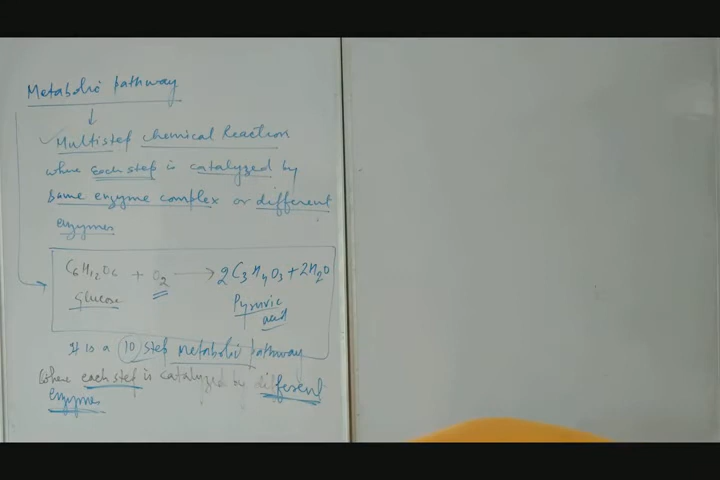 Metabolic pathway
↓
✓ Multistep chemical Reaction
where each step is catalyzed by
same enzyme complex or different
enzymes
C6H12O6 + O2 → 2C3H4O3 + 2H2O
Glucose
Pyruvic
acid
It is a 10 step metabolic pathway
where each step is catalyzed by different
enzymes